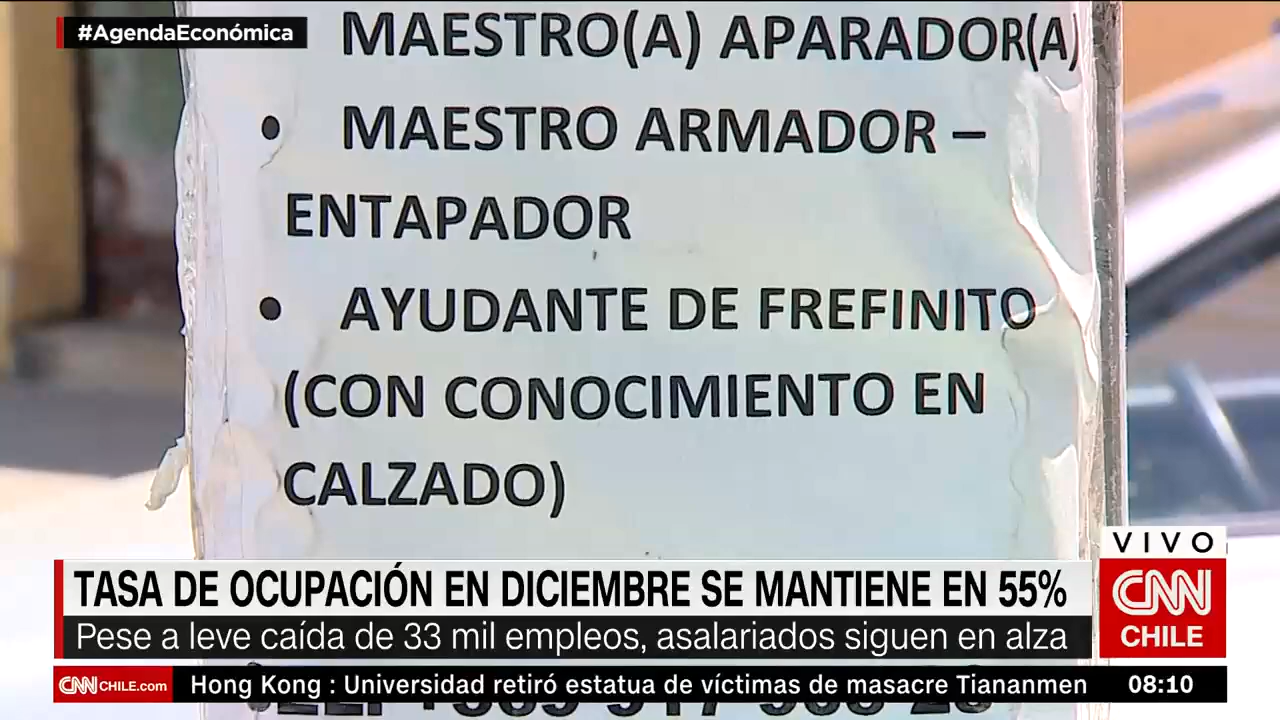 #AgendaEconómica
MAESTRO(A) APARADOR(A)
• MAESTRO ARMADOR –
ENTAPADOR
• AYUDANTE DE FREFINITO
(CON CONOCIMIENTO EN
CALZADO)
VIVO
CNN
CHILE
TASA DE OCUPACIÓN EN DICIEMBRE SE MANTIENE EN 55%
Pese a leve caída de 33 mil empleos, asalariados siguen en alza
CNNCHILE.com
Hong Kong : Universidad retiró estatua de víctimas de masacre Tiananmen
08:10